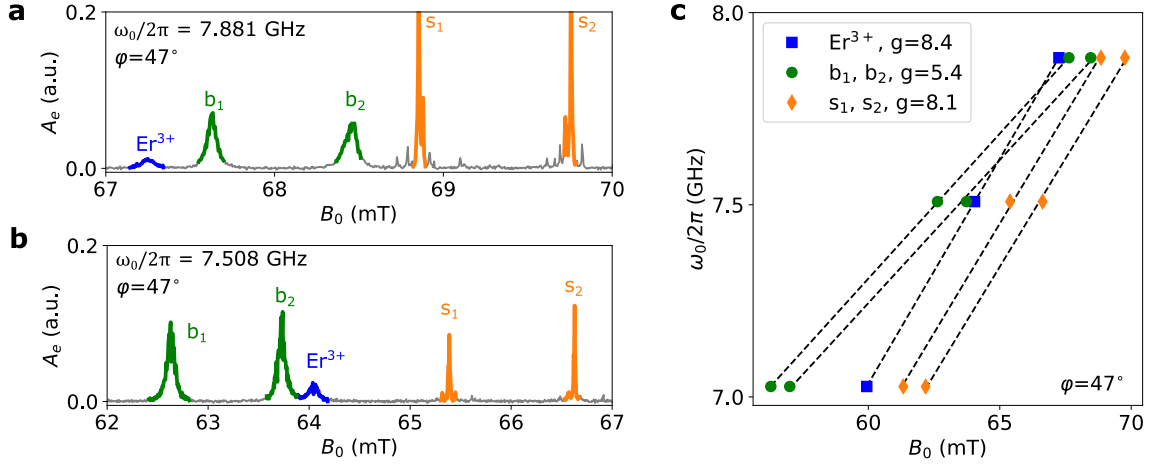 a
ω₀/2π = 7.881 GHz
φ=47°
Er³⁺
b₁
b₂
s₁
s₂
0.2
0.0
Aₑ (a.u.)
67
68
69
70
B₀ (mT)
b
ω₀/2π = 7.508 GHz
φ=47°
b₁
b₂
Er³⁺
s₁
s₂
0.2
0.0
Aₑ (a.u.)
62
63
64
65
66
67
B₀ (mT)
c
Er³⁺, g=8.4
b₁, b₂, g=5.4
s₁, s₂, g=8.1
φ=47°
8.0
7.5
7.0
ω₀/2π (GHz)
60
65
70
B₀ (mT)